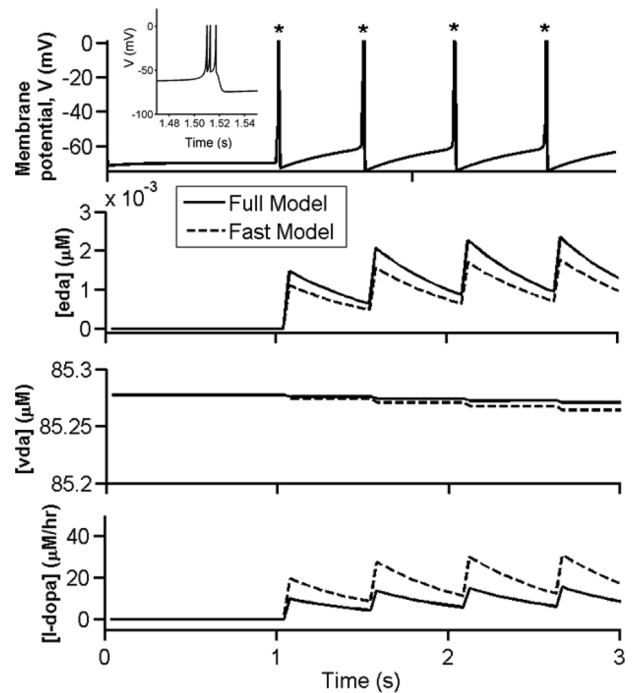 * * * *
Membrane
potential, V (mV)
0
-20
-40
-60
V (mV)
0
-50
-100
1.48 1.50 1.52 1.54
Time (s)
x 10⁻³
[eda] (μM)
3
2
1
0
Full Model
Fast Model
[vda] (μM)
85.3
85.25
85.2
[l-dopa] (μM/hr)
40
20
0
0 1 2 3
Time (s)